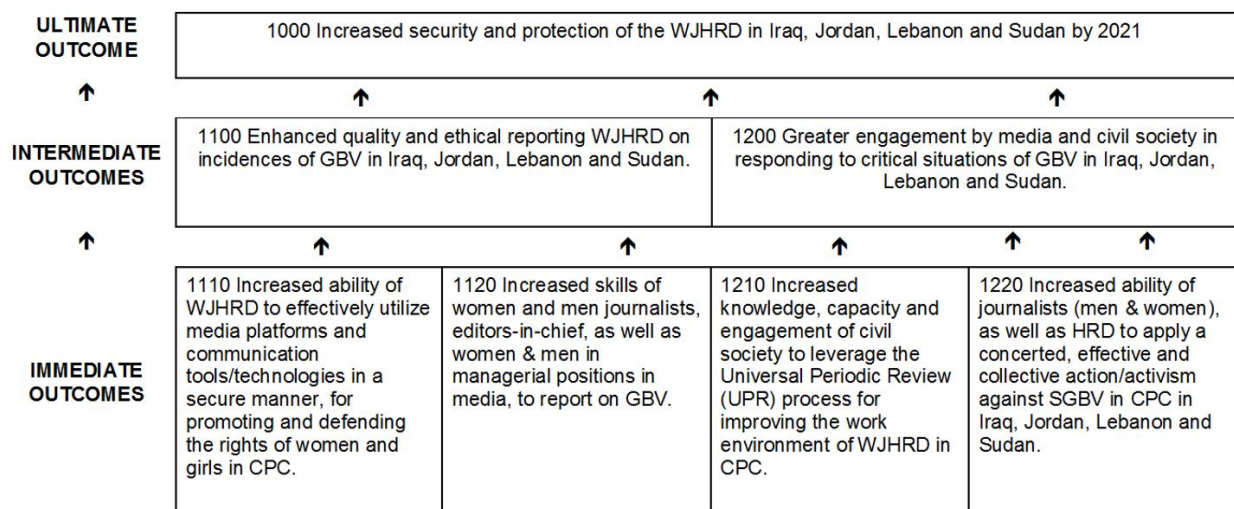 ULTIMATE
OUTCOME
1000 Increased security and protection of the WJHRD in Iraq, Jordan, Lebanon and Sudan by 2021
INTERMEDIATE
OUTCOMES
1100 Enhanced quality and ethical reporting WJHRD on
incidences of GBV in Iraq, Jordan, Lebanon and Sudan.
1200 Greater engagement by media and civil society in
responding to critical situations of GBV in Iraq, Jordan,
Lebanon and Sudan.
IMMEDIATE
OUTCOMES
1110 Increased ability of
WJHRD to effectively utilize
media platforms and
communication
tools/technologies in a
secure manner, for
promoting and defending
the rights of women and
girls in CPC.
1120 Increased skills of
women and men journalists,
editors-in-chief, as well as
women & men in
managerial positions in
media, to report on GBV.
1210 Increased
knowledge, capacity and
engagement of civil
society to leverage the
Universal Periodic Review
(UPR) process for
improving the work
environment of WJHRD in
CPC.
1220 Increased ability of
journalists (men & women),
as well as HRD to apply a
concerted, effective and
collective action/activism
against SGBV in CPC in
Iraq, Jordan, Lebanon and
Sudan.